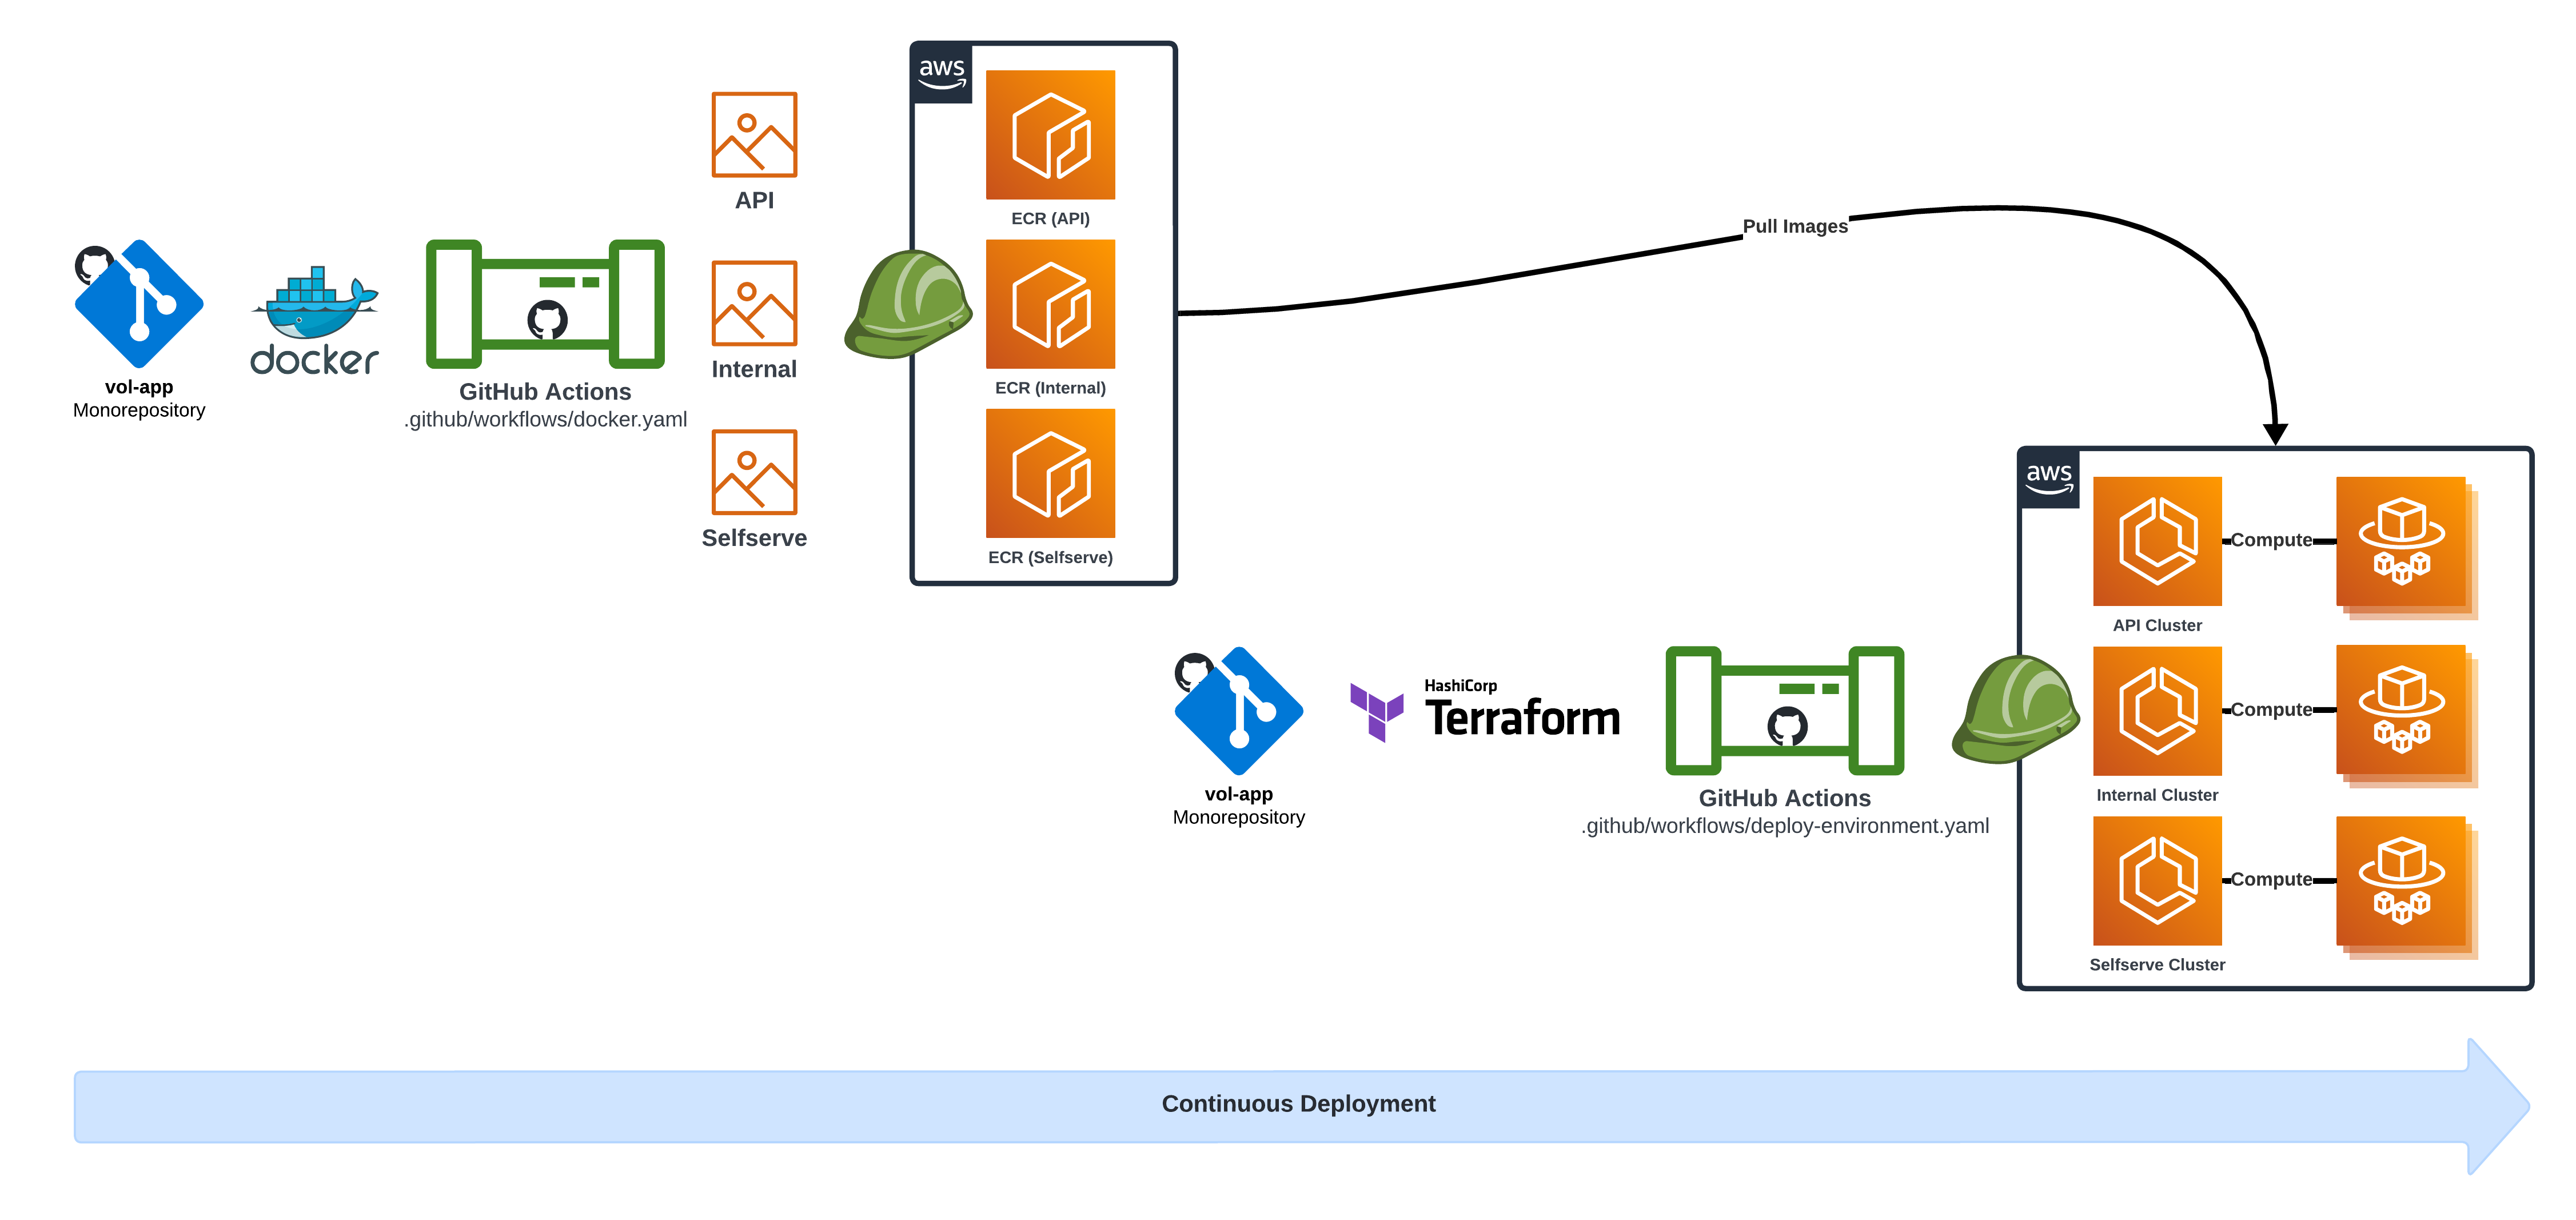 aws
API
ECR (API)
Pull Images
docker
vol-app
Monorepository
GitHub Actions
.github/workflows/docker.yaml
Internal
ECR (Internal)
Selfserve
ECR (Selfserve)
aws
Compute
API Cluster
vol-app
Monorepository
HashiCorp
Terraform
GitHub Actions
.github/workflows/deploy-environment.yaml
Compute
Internal Cluster
Compute
Selfserve Cluster
Continuous Deployment